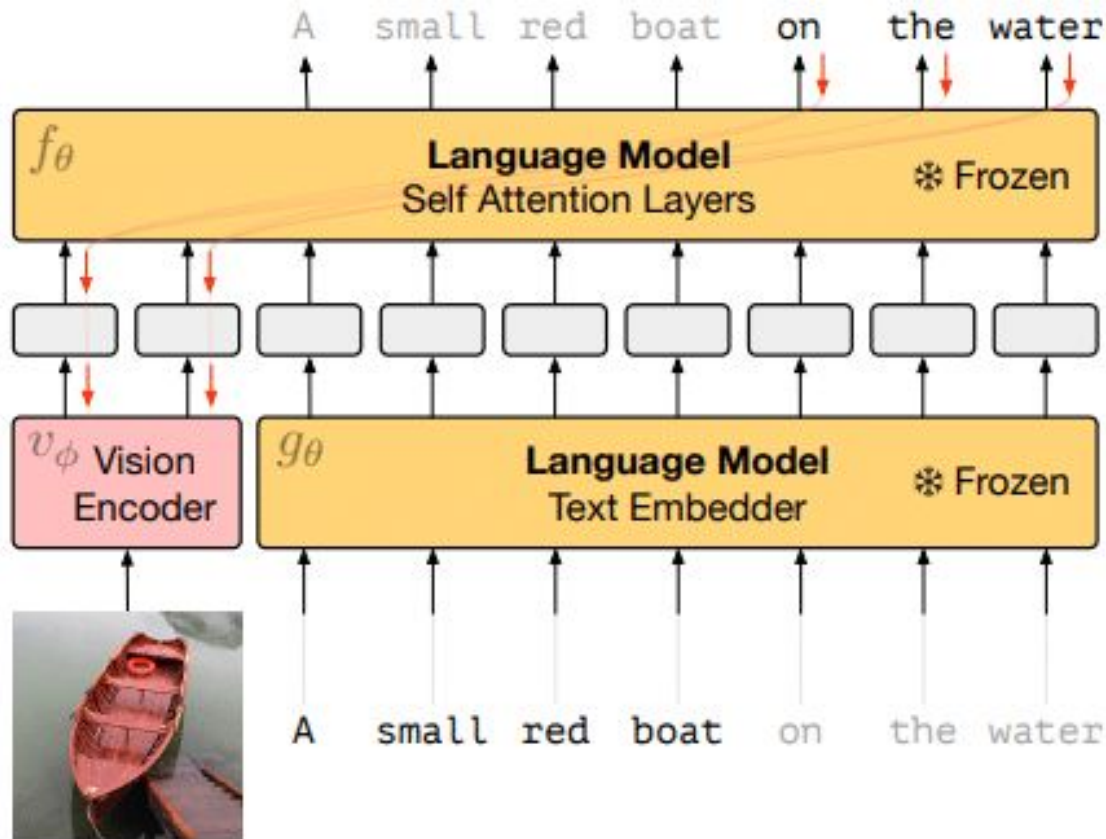 A small red boat on the water
fθ
Language Model
Self Attention Layers
❄ Frozen
vϕ Vision
Encoder
gθ
Language Model
Text Embedder
❄ Frozen
A small red boat on the water